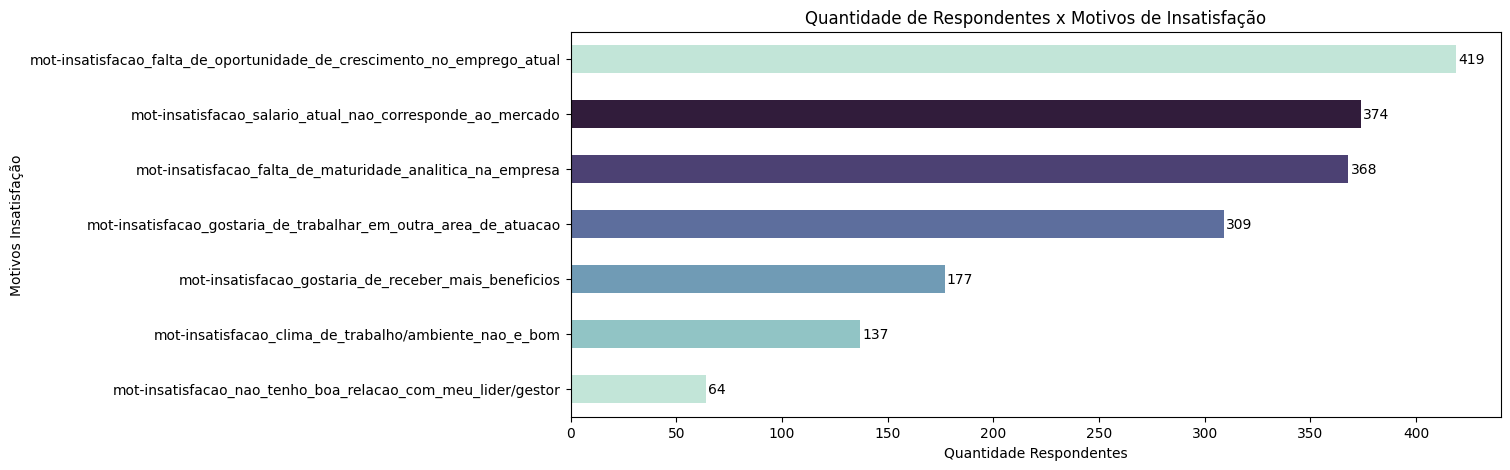 Quantidade de Respondentes x Motivos de Insatisfação
Motivos Insatisfação
mot-insatisfacao_falta_de_oportunidade_de_crescimento_no_emprego_atual
419
mot-insatisfacao_salario_atual_nao_corresponde_ao_mercado
374
mot-insatisfacao_falta_de_maturidade_analitica_na_empresa
368
mot-insatisfacao_gostaria_de_trabalhar_em_outra_area_de_atuacao
309
mot-insatisfacao_gostaria_de_receber_mais_beneficios
177
mot-insatisfacao_clima_de_trabalho/ambiente_nao_e_bom
137
mot-insatisfacao_nao_tenho_boa_relacao_com_meu_lider/gestor
64
0 50 100 150 200 250 300 350 400
Quantidade Respondentes